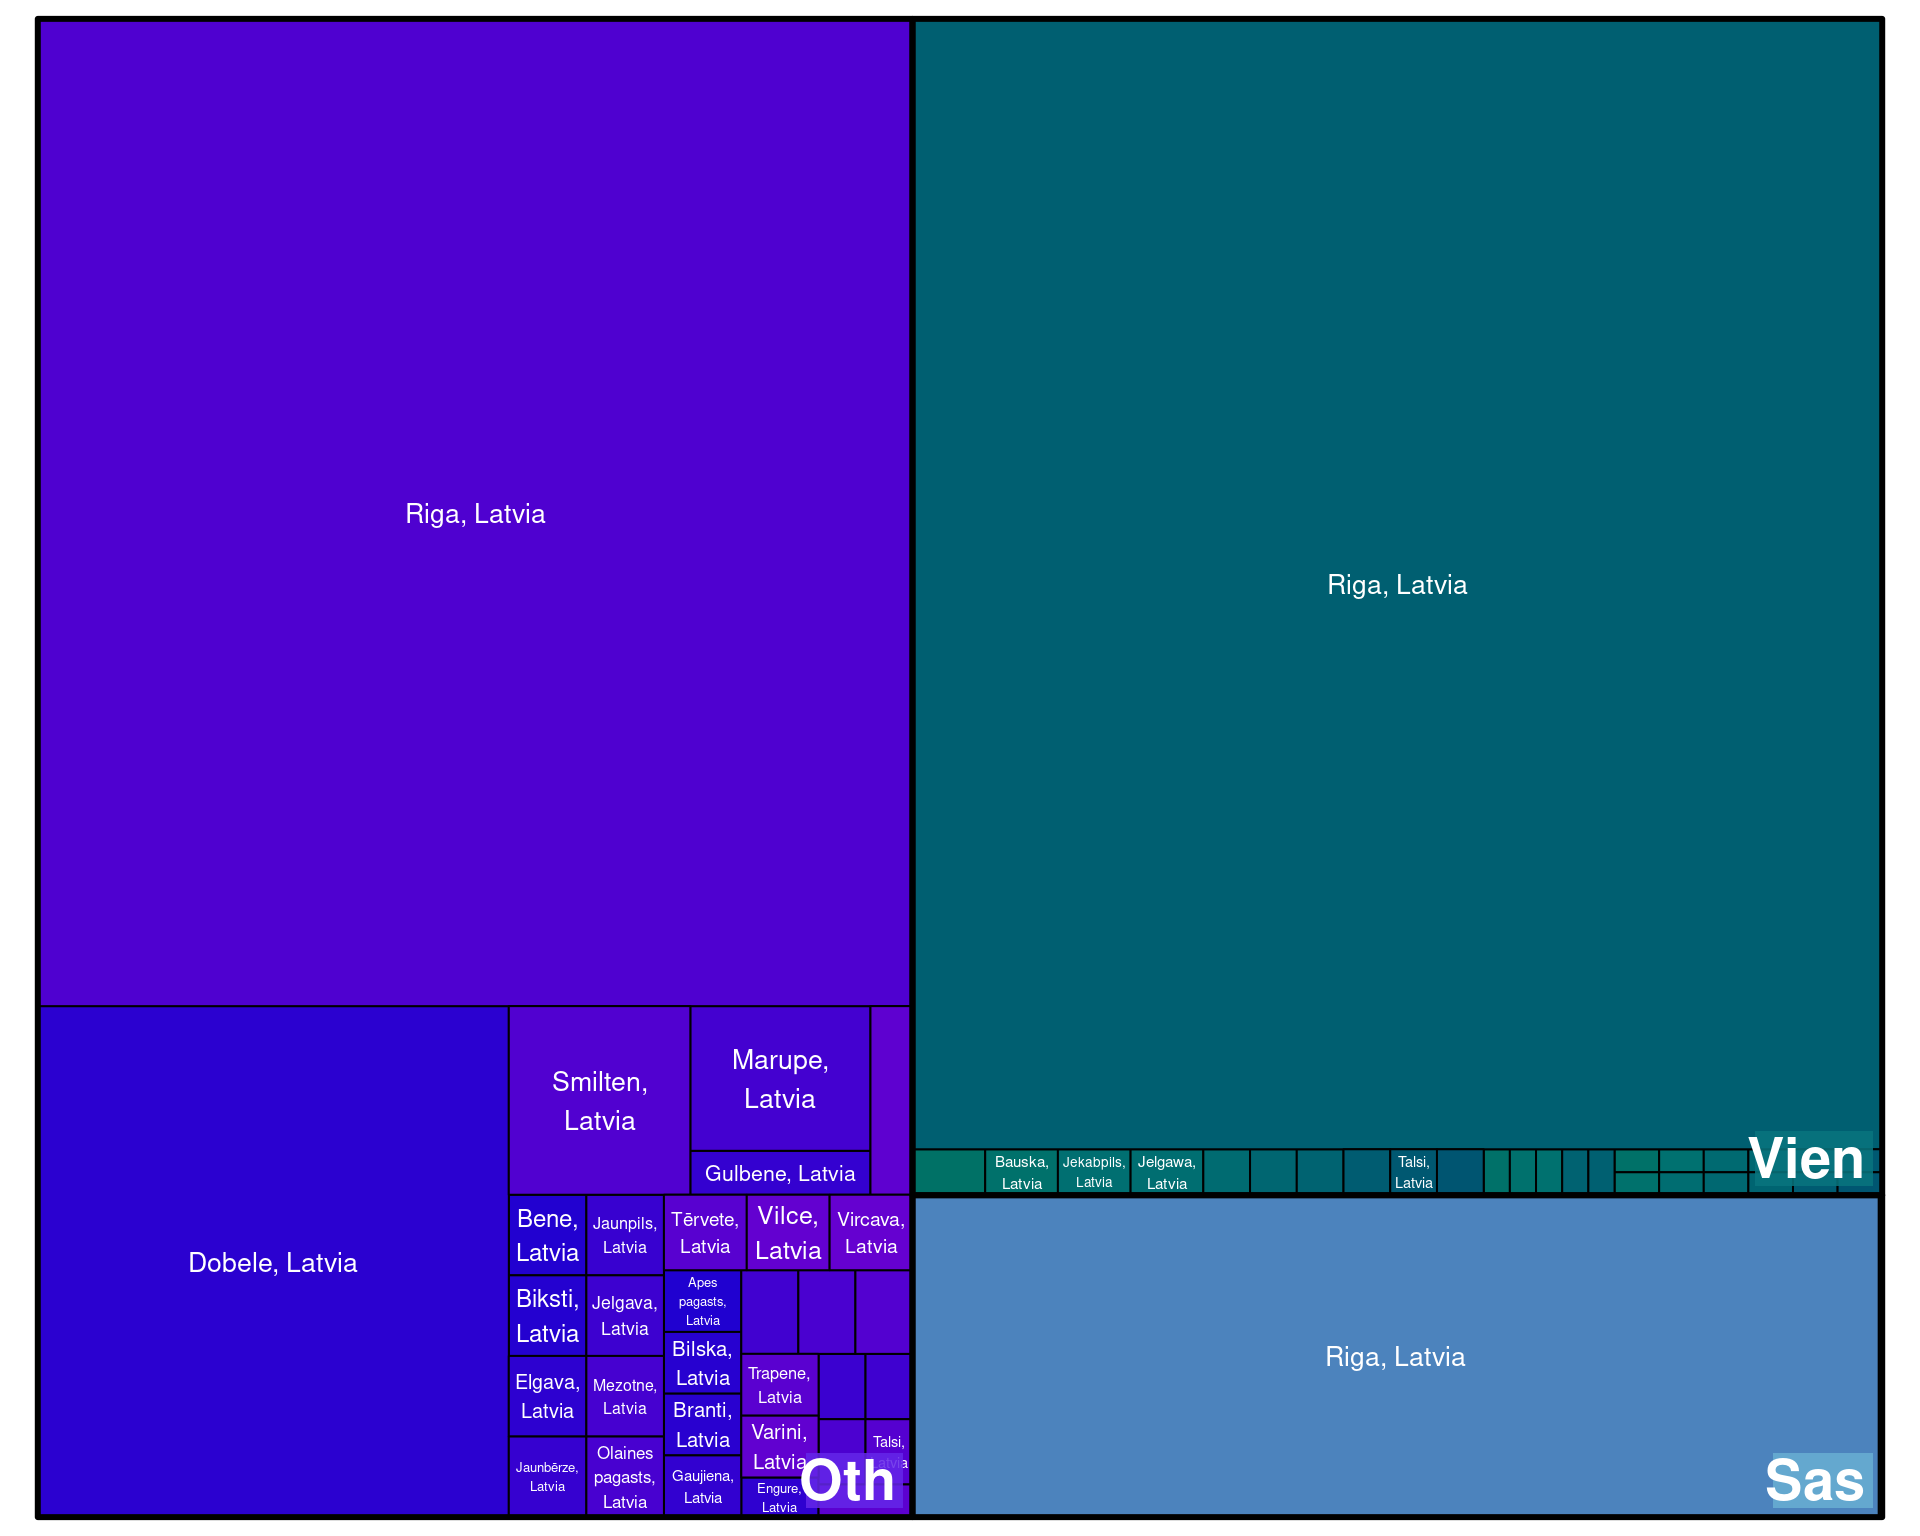 Riga, Latvia
Riga, Latvia
Smilten,
Latvia
Marupe,
Latvia
Gulbene, Latvia
Dobele, Latvia
Bene,
Latvia
Jaunpils,
Latvia
Tērvete,
Latvia
Vilce,
Latvia
Vircava,
Latvia
Biksti,
Latvia
Jelgava,
Latvia
Apes
pagasts,
Latvia
Bilska,
Latvia
Elgava,
Latvia
Mezotne,
Latvia
Branti,
Latvia
Trapene,
Latvia
Varini,
Latvia
Talsi,
Latvia
Jaunbērze,
Latvia
Olaines
pagasts,
Latvia
Gaujiena,
Latvia
Engure,
Latvia
Oth
Bauska,
Latvia
Jekabpils,
Latvia
Jelgawa,
Latvia
Talsi,
Latvia
Vien
Riga, Latvia
Sas